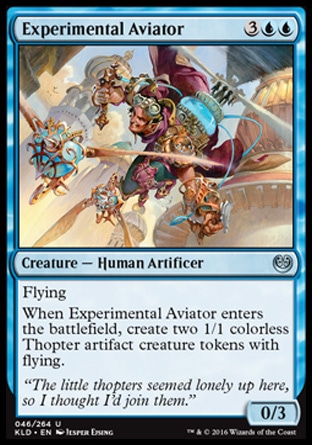 Experimental Aviator 3
Creature — Human Artificer
Flying
When Experimental Aviator enters
the battlefield, create two 1/1 colorless
Thopter artifact creature tokens with
flying.
“The little thopters seemed lonely up here,
so I thought I’d join them.”
0/3
046/264 U
KLD • EN Jesper Ejsing ™ & © 2016 Wizards of the Coast